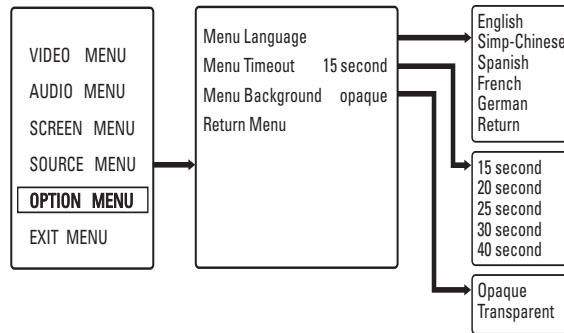 VIDEO MENU
AUDIO MENU
SCREEN MENU
SOURCE MENU
OPTION MENU
EXIT MENU
Menu Language
Menu Timeout 15 second
Menu Background opaque
Return Menu
English
Simp-Chinese
Spanish
French
German
Return
15 second
20 second
25 second
30 second
40 second
Opaque
Transparent